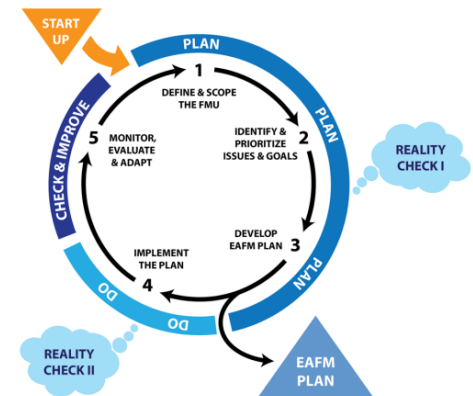 START
UP
PLAN
1
DEFINE & SCOPE
THE FMU
PLAN
2
IDENTIFY &
PRIORITIZE
ISSUES & GOALS
REALITY
CHECK I
3
DEVELOP
EAFM PLAN
PLAN
EAFM
PLAN
4
IMPLEMENT
THE PLAN
DO
DO
REALITY
CHECK II
5
MONITOR,
EVALUATE
& ADAPT
CHECK & IMPROVE